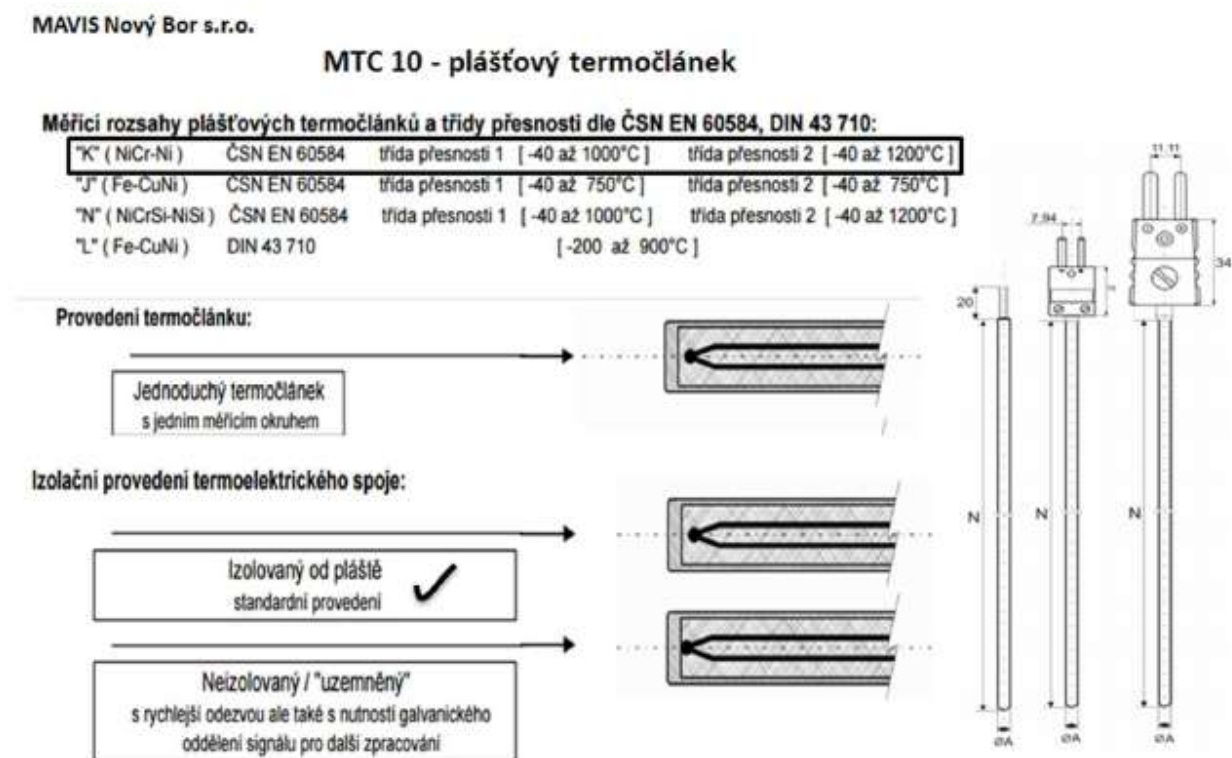 MAVIS Nový Bor s.r.o.
MTC 10 - plášťový termočlánek
Měřicí rozsahy plášťových termočlánků a třídy přesnosti dle ČSN EN 60584, DIN 43 710:
"K" ( NiCr-Ni ) ČSN EN 60584 třída přesnosti 1 [ -40 až 1000°C ] třída přesnosti 2 [ -40 až 1200°C ]
"J" ( Fe-CuNi ) ČSN EN 60584 třída přesnosti 1 [ -40 až 750°C ] třída přesnosti 2 [ -40 až 750°C ]
"N" ( NiCrSi-NiSi ) ČSN EN 60584 třída přesnosti 1 [ -40 až 1000°C ] třída přesnosti 2 [ -40 až 1200°C ]
"L" ( Fe-CuNi ) DIN 43 710 [ -200 až 900°C ]
11,11
7,94
34
20
Provedení termočlánku:
Jednoduchý termočlánek
s jedním měřicím okruhem
Izolační provedení termoelektrického spoje:
N N N
Izolovaný od pláště
standardní provedení
Neizolovaný / "uzemněný"
s rychlejší odezvou ale také s nutností galvanického
oddělení signálu pro další zpracování
ØA ØA ØA